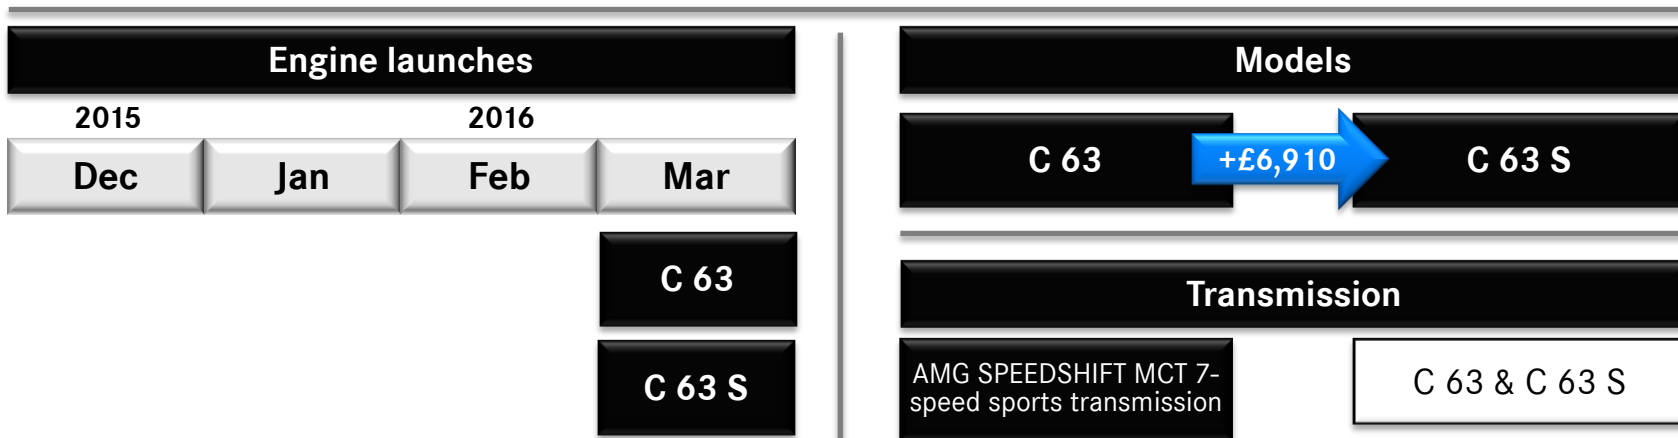 Engine launches
2015 2016
Dec Jan Feb Mar
C 63
C 63 S
Models
C 63 +£6,910 C 63 S
Transmission
AMG SPEEDSHIFT MCT 7-
speed sports transmission
C 63 & C 63 S